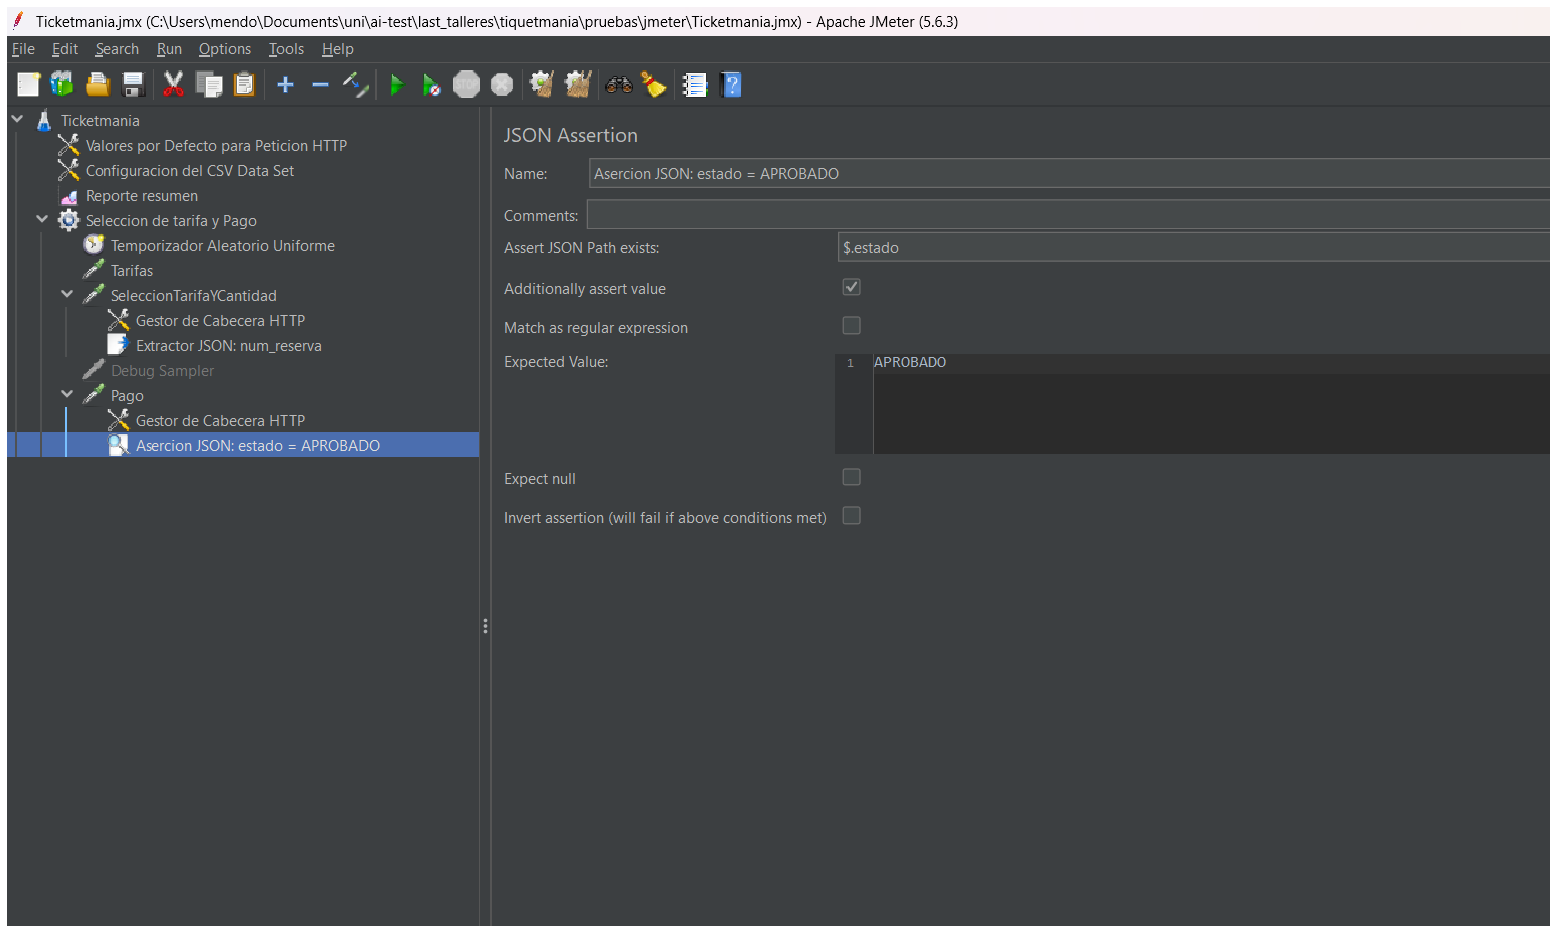 Ticketmania.jmx (C:\Users\mendo\Documents\uni\ai-test\last_talleres\tiquetmania\pruebas\jmeter\Ticketmania.jmx) - Apache JMeter (5.6.3)
File Edit Search Run Options Tools Help
STOP
Ticketmania
Valores por Defecto para Peticion HTTP
Configuracion del CSV Data Set
Reporte resumen
Seleccion de tarifa y Pago
Temporizador Aleatorio Uniforme
Tarifas
SeleccionTarifaYCantidad
Gestor de Cabecera HTTP
Extractor JSON: num_reserva
Debug Sampler
Pago
Gestor de Cabecera HTTP
Asercion JSON: estado = APROBADO
JSON Assertion
Name: Asercion JSON: estado = APROBADO
Comments:
Assert JSON Path exists: $.estado
Additionally assert value
Match as regular expression
Expected Value: 1 APROBADO
Expect null
Invert assertion (will fail if above conditions met)